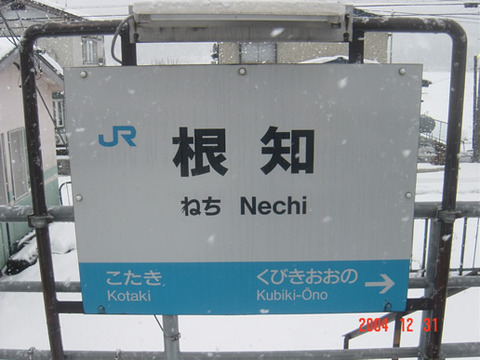 JR
根知
ねち Nechi
こたき くびきおおの →
Kotaki Kubiki-Ōno
2004 12 31